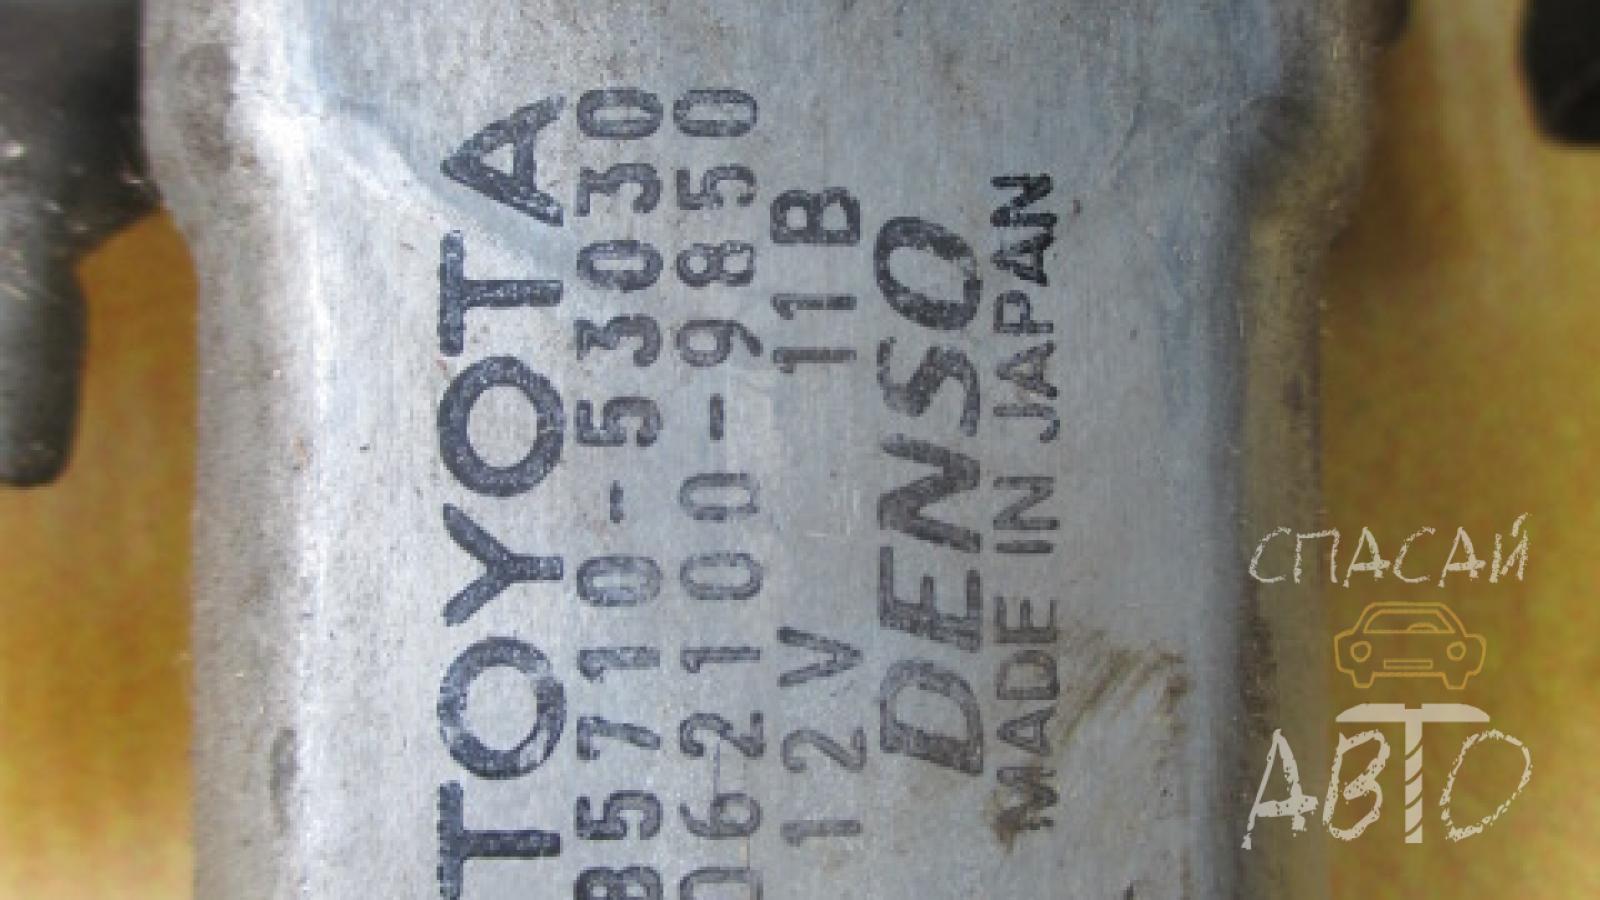 TOYOTA
85710-53030
062100-9850
12V 11B
DENSO
MADE IN JAPAN
СПАСАЙ
АВТО